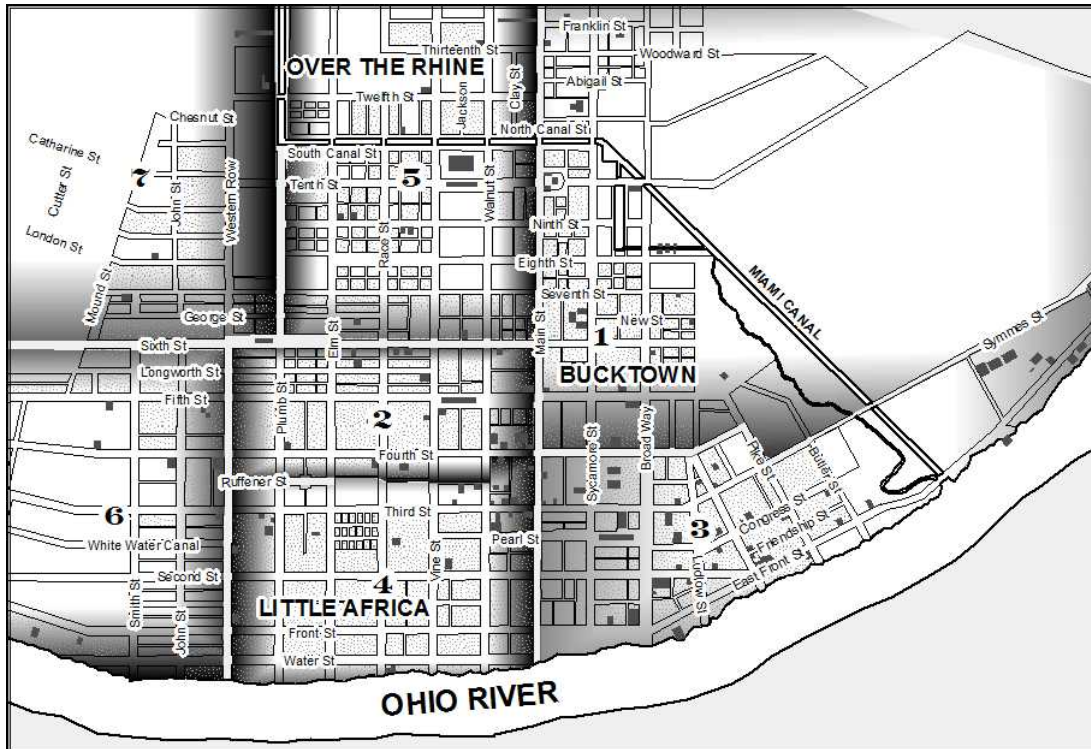 Franklin St
Thirteenth St
Woodward St
OVER THE RHINE
Clay St
Abigail St
Twelfth St
Jackson
Chesnut St
North Canal St
Catharine St
South Canal St
7
5
Tenth St
Cutter St
John St
Western Row
Walnut St
Ninth St
London St
Race St
Eighth St
MIAMI CANAL
Mound St
Seventh St
George St
New St
Symmes St
Elm St
Main St
1
Sixth St
Longworth St
BUCKTOWN
Fifth St
Plumb St
2
Broad Way
Sycamore St
Fourth St
Pike St
Butler St
Ruffener St
6
Third St
Congress St
3
Friendship St
White Water Canal
Pearl St
Vine St
East Front St
Second St
4
Ludlow St
Smith St
LITTLE AFRICA
John St
Front St
Water St
OHIO RIVER